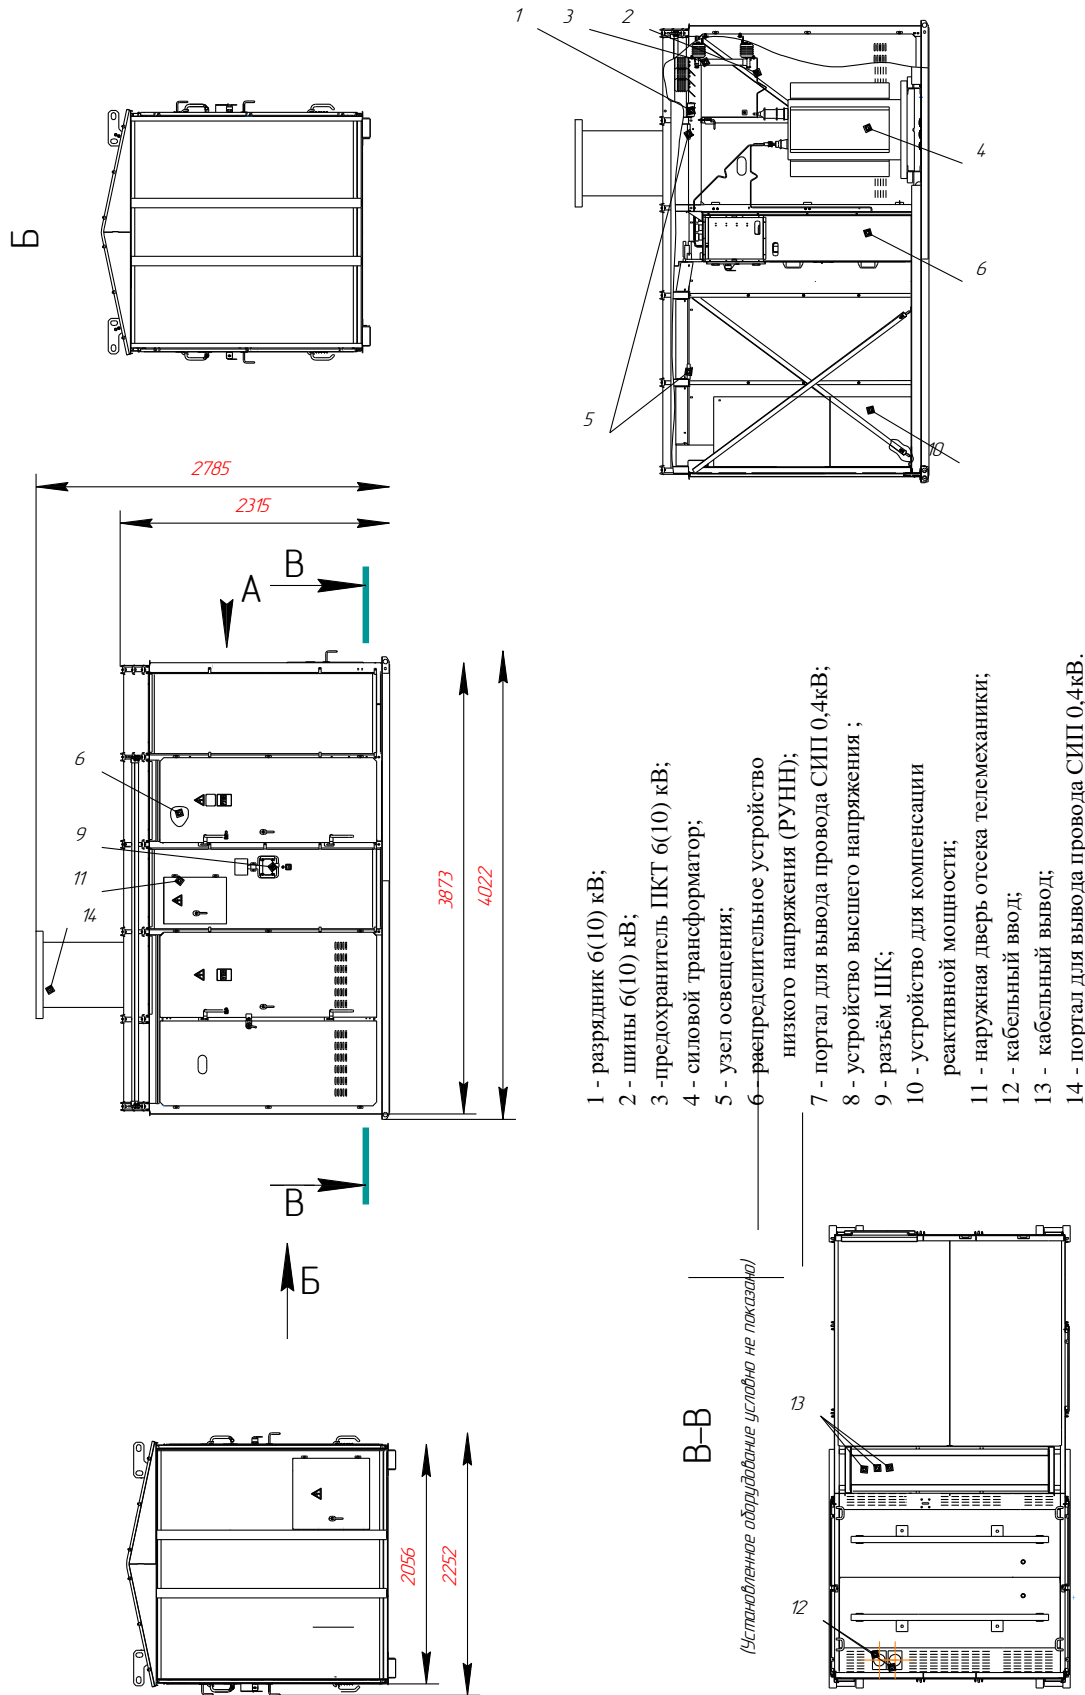 1
3
2
4
6
5
10
Б
2785
2315
В
А
6
9
11
14
3873
4022
В
Б
1 - разрядник 6(10) кВ;
2 - шины 6(10) кВ;
3 -предохранитель ПКТ 6(10) кВ;
4 - силовой трансформатор;
5 - узел освещения;
6 - распределительное устройство
низкого напряжения (РУНН);
7 - портал для вывода провода СИП 0,4кВ;
8 - устройство высшего напряжения ;
9 - разъём ШК;
10 - устройство для компенсации
реактивной мощности;
11 - наружная дверь отсека телемеханики;
12 - кабельный ввод;
13 - кабельный вывод;
14 - портал для вывода провода СИП 0,4кВ.
2056
2252
В-В
(Установленное оборудование условно не показано)
13
12